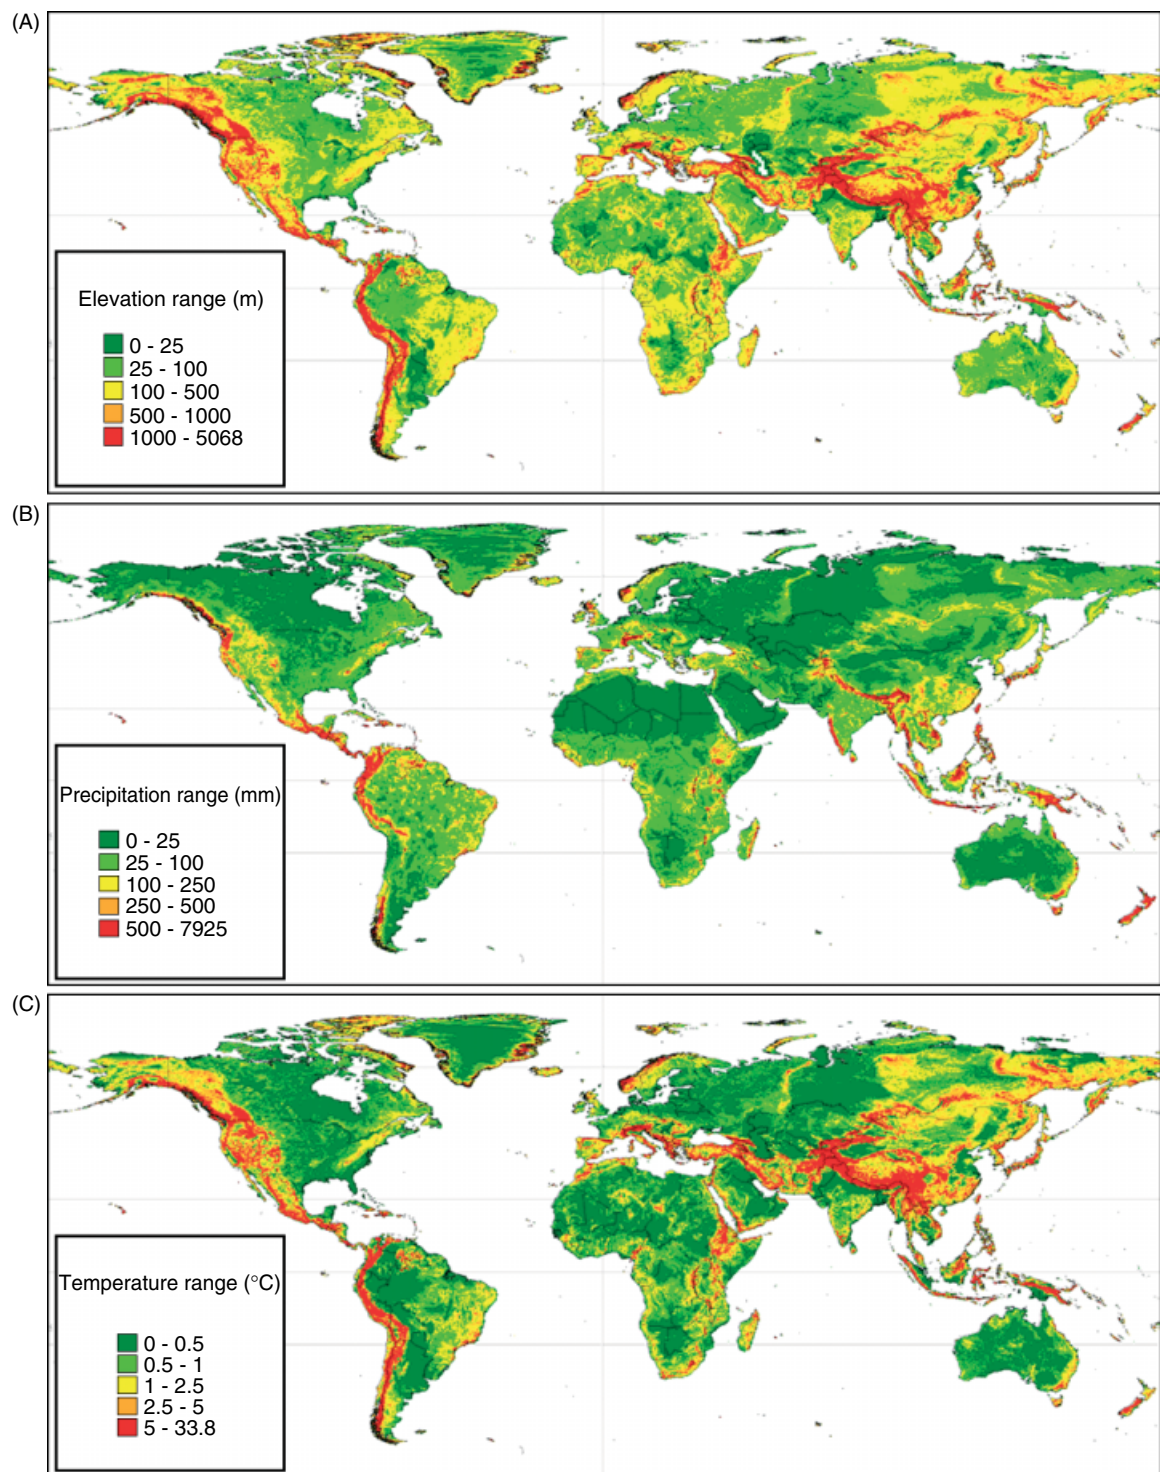 (A)
Elevation range (m)
0 - 25
25 - 100
100 - 500
500 - 1000
1000 - 5068
(B)
Precipitation range (mm)
0 - 25
25 - 100
100 - 250
250 - 500
500 - 7925
(C)
Temperature range (°C)
0 - 0.5
0.5 - 1
1 - 2.5
2.5 - 5
5 - 33.8